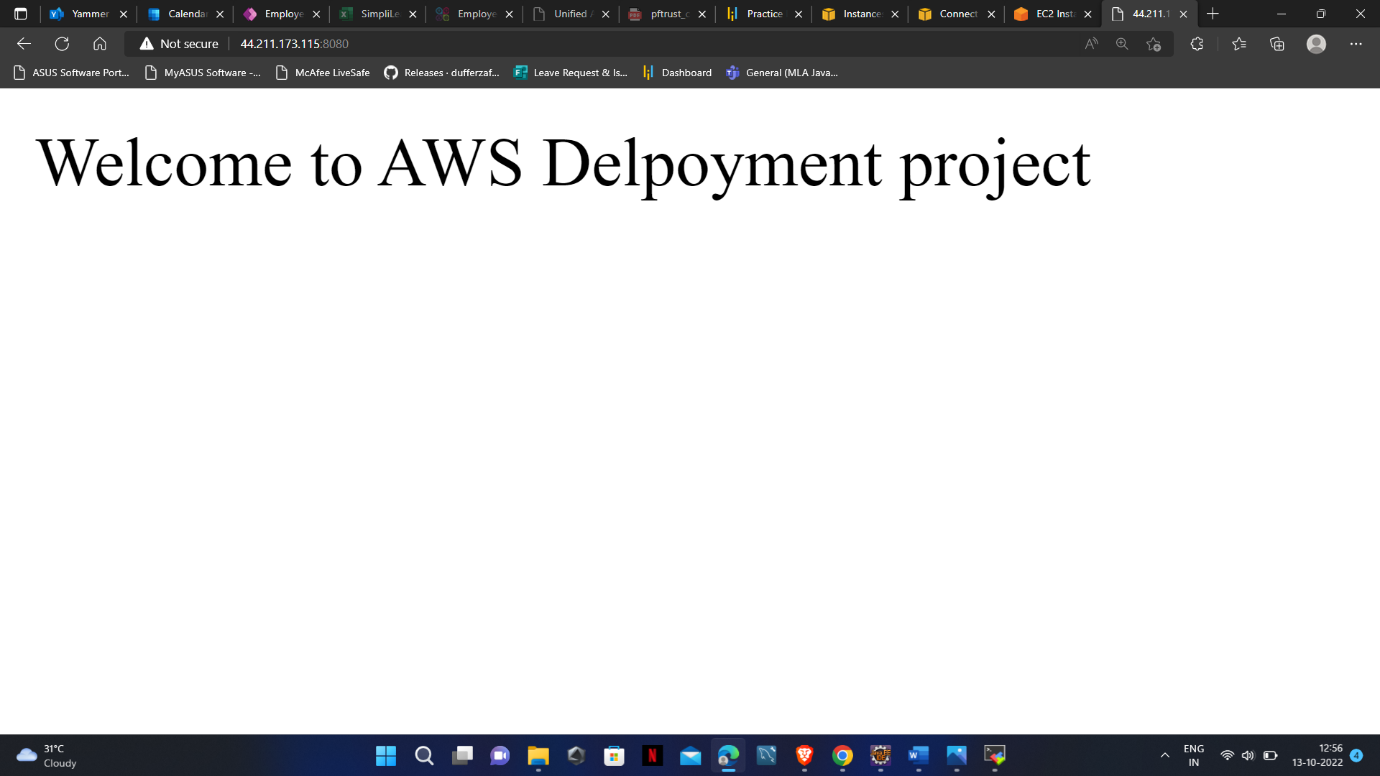 Yammer
Calenda
Employe
SimpliLe
Employe
Unified A
pftrust_c
Practice
Instance
Connect
EC2 Inst
44.211.1
Not secure
44.211.173.115:8080
ASUS Software Port...
MyASUS Software -...
McAfee LiveSafe
Releases · dufferzaf...
Leave Request & Is...
Dashboard
General (MLA Java...
Welcome to AWS Delpoyment project
31°C
Cloudy
ENG
IN
12:56
13-10-2022
4